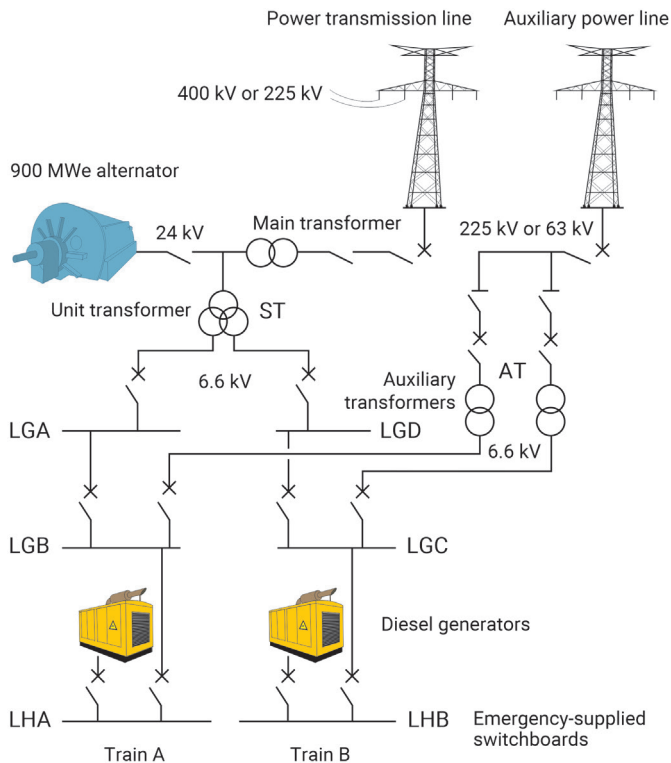 Power transmission line
Auxiliary power line
400 kV or 225 kV
900 MWe alternator
24 kV
Main transformer
225 kV or 63 kV
Unit transformer
ST
6.6 kV
AT
Auxiliary
transformers
LGA
LGD
6.6 kV
LGB
LGC
Diesel generators
LHA
LHB
Emergency-supplied
switchboards
Train A
Train B